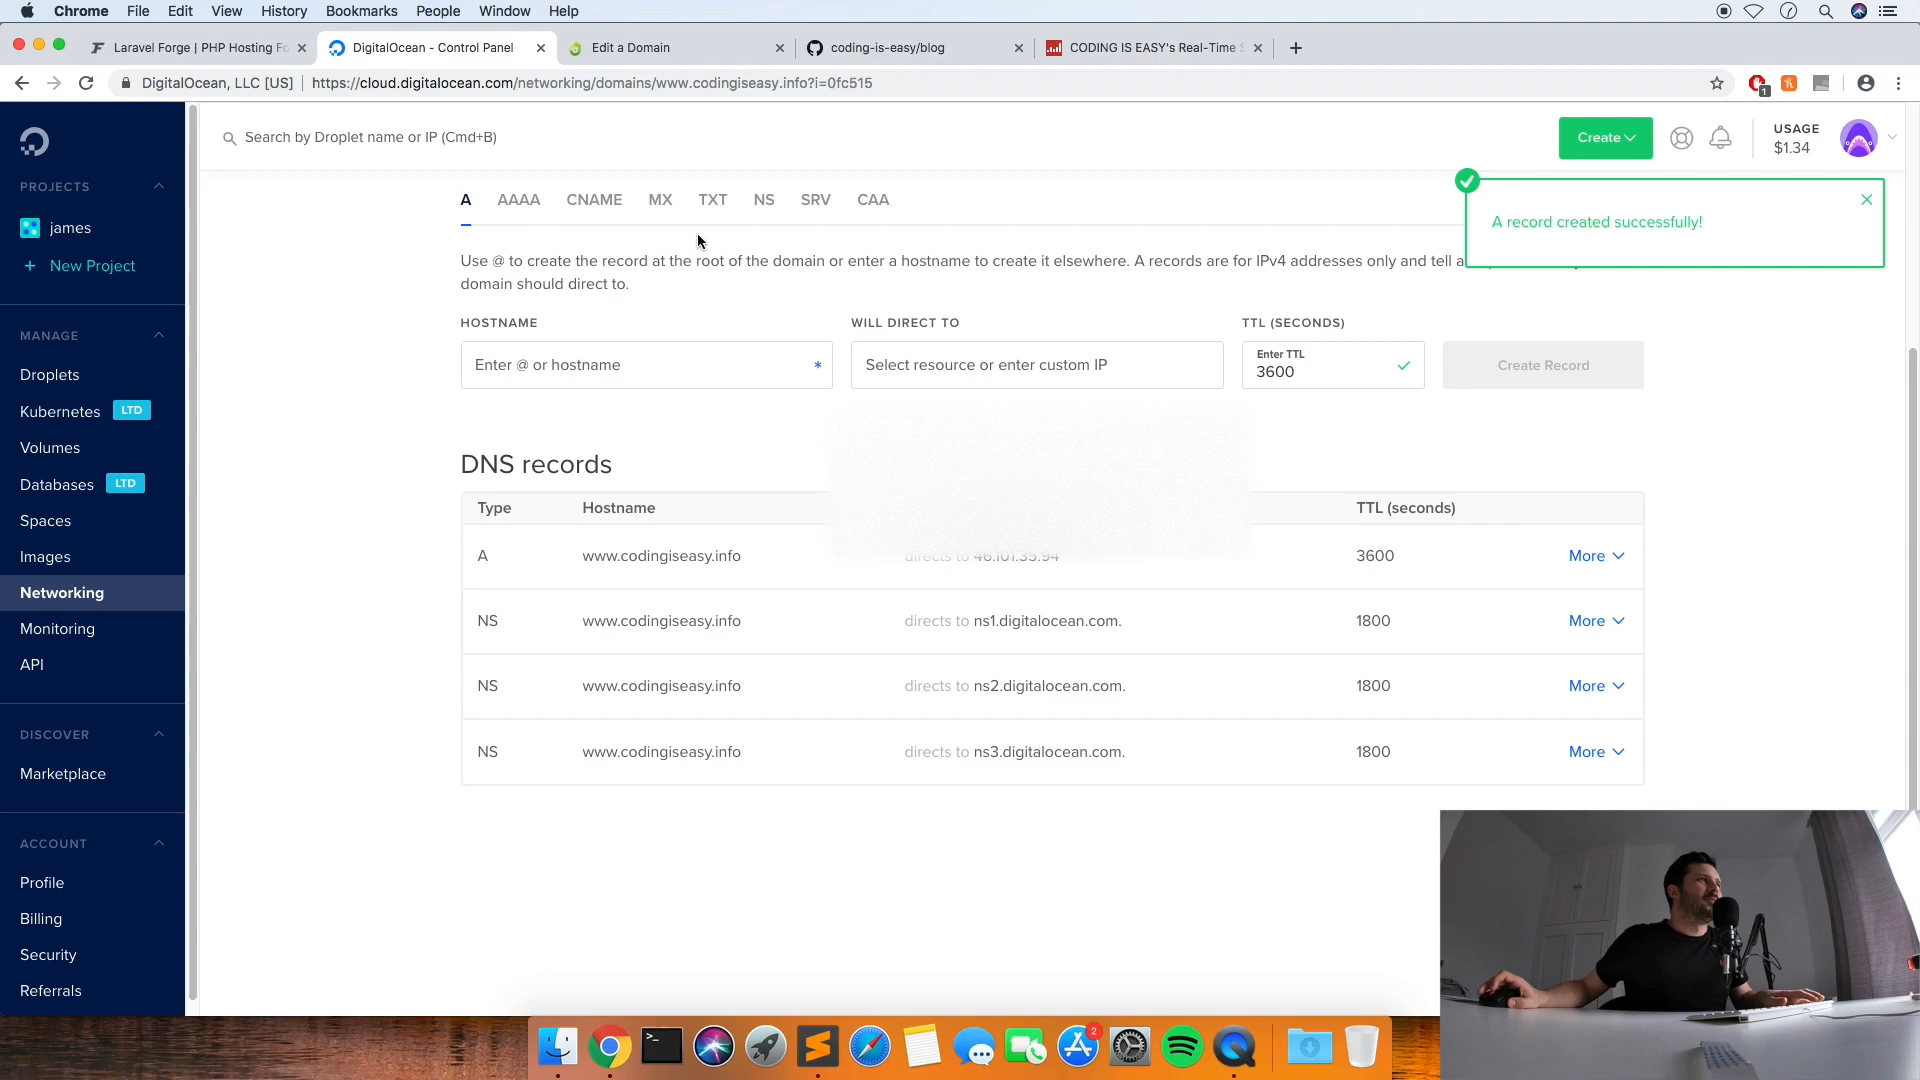 Chrome File Edit View History Bookmarks People Window Help
Laravel Forge | PHP Hosting Fo
DigitalOcean - Control Panel
Edit a Domain
coding-is-easy/blog
CODING IS EASY's Real-Time S
DigitalOcean, LLC [US] https://cloud.digitalocean.com/networking/domains/www.codingiseasy.info?i=0fc515
1
Search by Droplet name or IP (Cmd+B)
Create
USAGE
$1.34
PROJECTS
james
+ New Project
MANAGE
Droplets
Kubernetes LTD
Volumes
Databases LTD
Spaces
Images
Networking
Monitoring
API
DISCOVER
Marketplace
ACCOUNT
Profile
Billing
Security
Referrals
A AAAA CNAME MX TXT NS SRV CAA
A record created successfully!
Use @ to create the record at the root of the domain or enter a hostname to create it elsewhere. A records are for IPv4 addresses only and tell a
domain should direct to.
HOSTNAME WILL DIRECT TO TTL (SECONDS)
Enter @ or hostname *
Select resource or enter custom IP
Enter TTL
3600
Create Record
DNS records
Type Hostname TTL (seconds)
A www.codingiseasy.info directs to 46.101.35.94 3600 More
NS www.codingiseasy.info directs to ns1.digitalocean.com. 1800 More
NS www.codingiseasy.info directs to ns2.digitalocean.com. 1800 More
NS www.codingiseasy.info directs to ns3.digitalocean.com. 1800 More
2